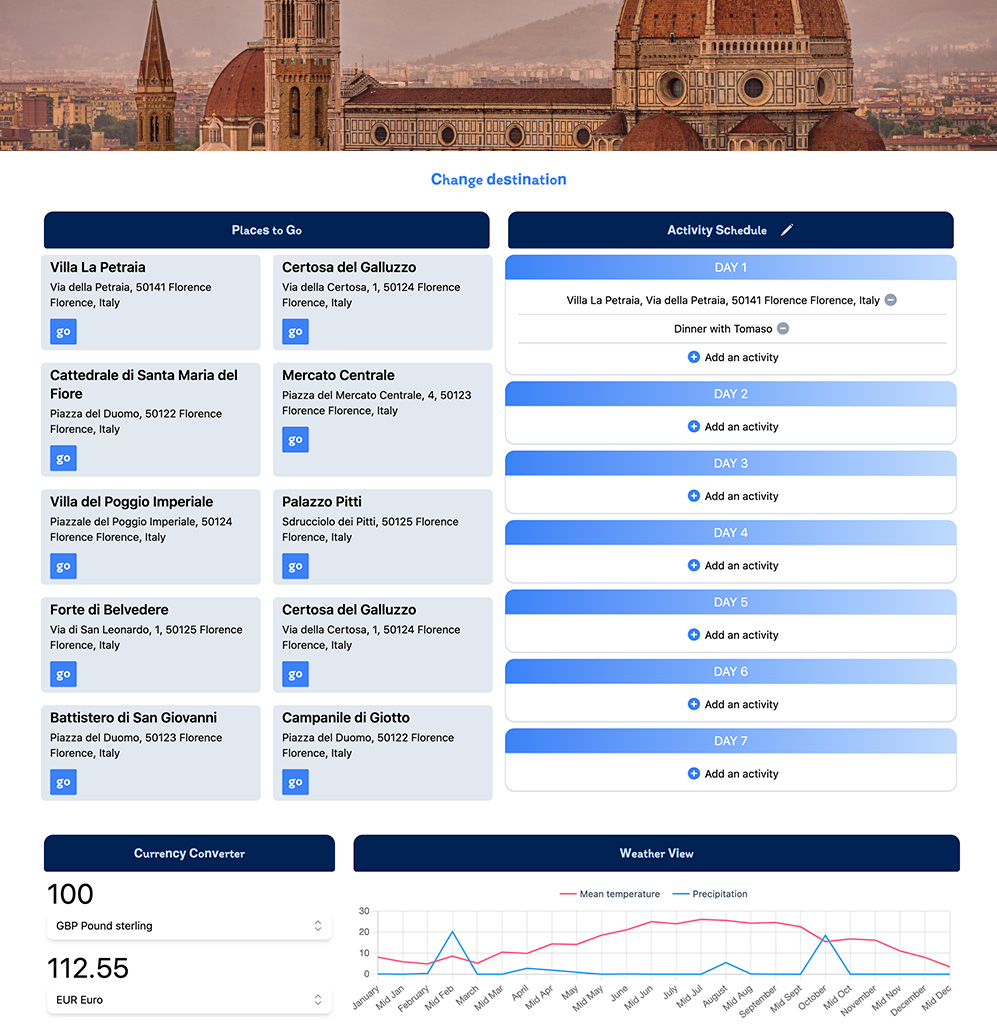 Change destination
Places to Go
Villa La Petraia
Via della Petraia, 50141 Florence
Florence, Italy
go
Certosa del Galluzzo
Via della Certosa, 1, 50124 Florence
Florence, Italy
go
Cattedrale di Santa Maria del
Fiore
Piazza del Duomo, 50122 Florence
Florence, Italy
go
Mercato Centrale
Piazza del Mercato Centrale, 4, 50123
Florence Florence, Italy
go
Villa del Poggio Imperiale
Piazzale del Poggio Imperiale, 50124
Florence Florence, Italy
go
Palazzo Pitti
Sdrucciolo dei Pitti, 50125 Florence
Florence, Italy
go
Forte di Belvedere
Via di San Leonardo, 1, 50125 Florence
Florence, Italy
go
Certosa del Galluzzo
Via della Certosa, 1, 50124 Florence
Florence, Italy
go
Battistero di San Giovanni
Piazza del Duomo, 50123 Florence
Florence, Italy
go
Campanile di Giotto
Piazza del Duomo, 50122 Florence
Florence, Italy
go
Activity Schedule
DAY 1
Villa La Petraia, Via della Petraia, 50141 Florence Florence, Italy
Dinner with Tomaso
Add an activity
DAY 2
Add an activity
DAY 3
Add an activity
DAY 4
Add an activity
DAY 5
Add an activity
DAY 6
Add an activity
DAY 7
Add an activity
Currency Converter
100
GBP Pound sterling
112.55
EUR Euro
Weather View
Mean temperature
Precipitation
30
20
10
0
January
Mid Jan
February
Mid Feb
March
Mid Mar
April
Mid Apr
May
Mid May
June
Mid Jun
July
Mid Jul
August
Mid Aug
September
Mid Sept
October
Mid Oct
November
Mid Nov
December
Mid Dec